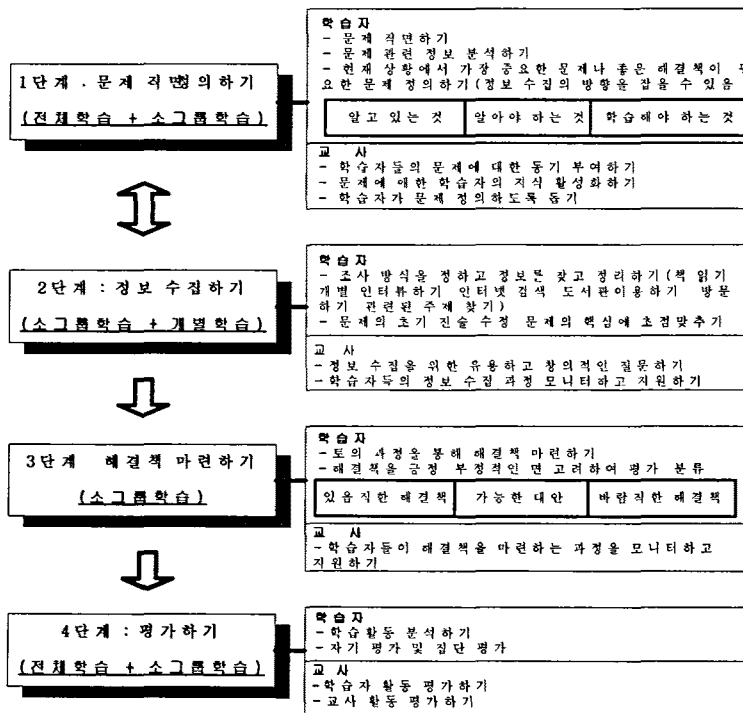 1단계 . 문제 직면정의하기
(전체학습 + 소그룹학습)
학습자
- 문제 직면하기
- 문제 관련 정보 분석하기
- 현재 상황에서 가장 중요한 문제나 좋은 해결책이
요한 문제 정의하기(정보 수집의 방향을 잡을 수 있음
알고 있는 것 알아야 하는 것 학습해야 하는 것
교 사
- 학습자들의 문제에 대한 동기 부여하기
- 문제에 애한 학습자의 지식 활성화하기
- 학습자가 문제 정의하도록 돕기
2단계 : 정보 수집하기
(소그룹학습 + 개별학습)
학습자
- 조사 방식을 정하고 정보를 찾고 정리하기(책 읽기
개별 인터뷰하기 인터넷 검색 도서관이용하기 방문
하기 관련된 주제 찾기)
- 문제의 초기 진술 수정 문제의 핵심에 초점맞추기
교 사
-정보 수집을 위한 유용하고 창의적인 질문하기
-학습자들의 정보 수집 과정 모니터하고 지원하기
3단계 해결책 마련하기
(소그룹학습)
학습자
-토의 과정을 통해 해결책 마련하기
-해결책을 긍정 부정적인 면 고려하여 평가 분류
있음직한 해결책 가능한 대안 바람직한 해결책
교 사
-학습자들이 해결책을 마련하는 과정을 모니터하고
지원하기
4단계 : 평가하기
(전체학습 + 소그룹학습)
학습자
-학습활동 분석하기
-자기 평가 및 집단 평가
교 사
-학습자 활동 평가하기
-교사 활동 평가하기